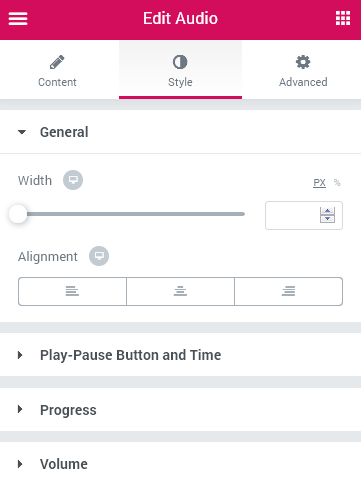 Edit Audio
Content Style Advanced
General
Width PX %
Alignment
Play-Pause Button and Time
Progress
Volume